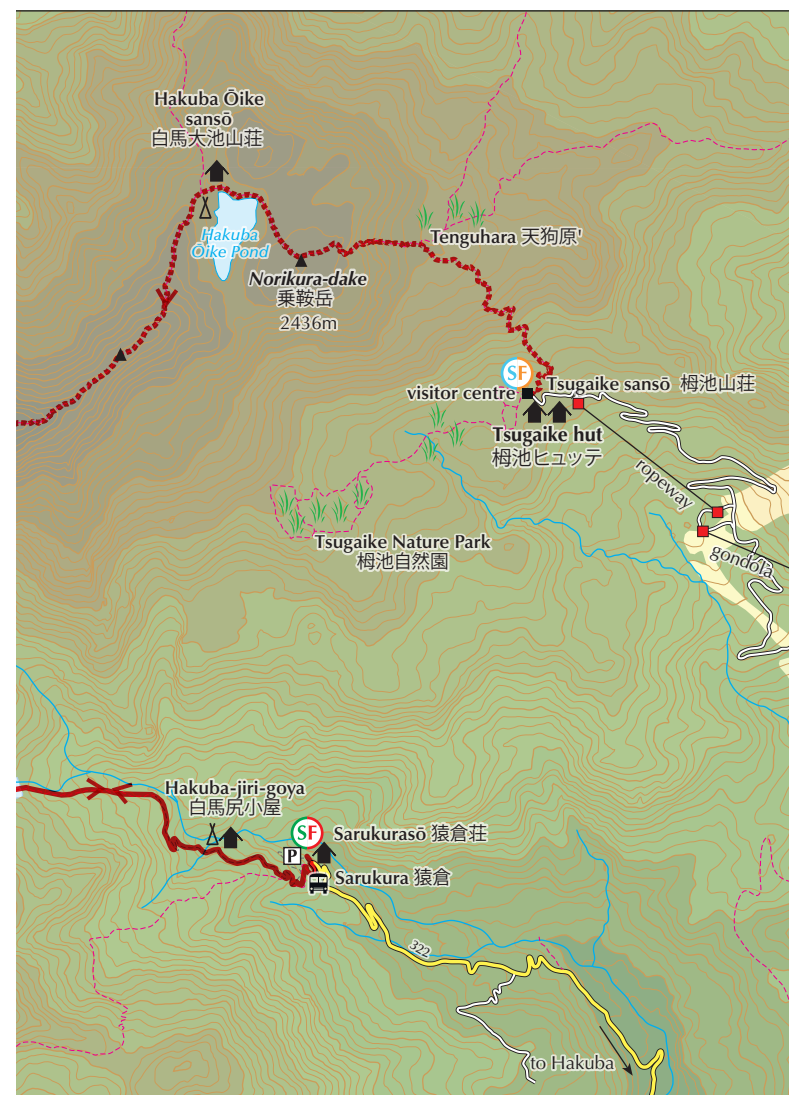 Hakuba Ōike
sansō
白馬大池山荘
Hakuba
Ōike Pond
Tenguhara 天狗原'
Norikura-dake
乗鞍岳
2436m
SF
visitor centre
Tsugaike sansō 栂池山荘
Tsugaike hut
栂池ヒュッテ
ropeway
gondola
Tsugaike Nature Park
栂池自然園
Hakuba-jiri-goya
白馬尻小屋
SF
Sarukurasō 猿倉荘
P
Sarukura 猿倉
322
to Hakuba